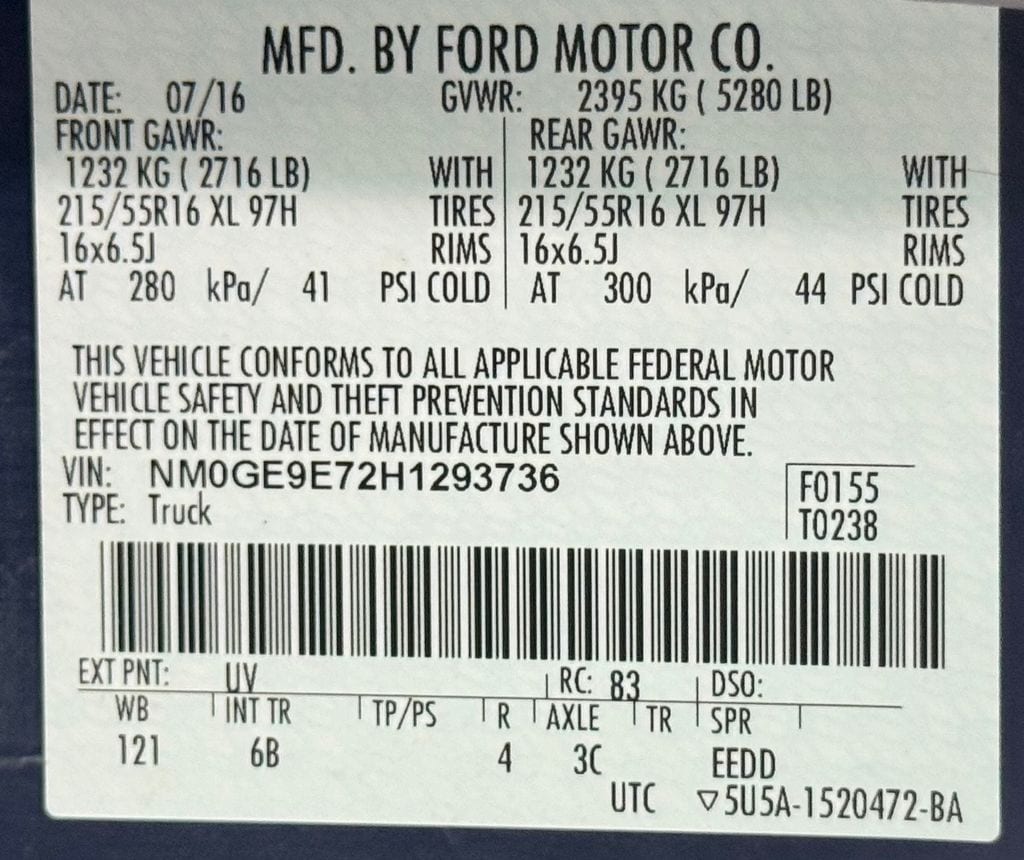 MFD. BY FORD MOTOR CO.
DATE: 07/16 GVWR: 2395 KG ( 5280 LB)
FRONT GAWR: REAR GAWR:
1232 KG ( 2716 LB) WITH 1232 KG ( 2716 LB) WITH
215/55R16 XL 97H TIRES 215/55R16 XL 97H TIRES
16x6.5J RIMS 16x6.5J RIMS
AT 280 kPa/ 41 PSI COLD AT 300 kPa/ 44 PSI COLD
THIS VEHICLE CONFORMS TO ALL APPLICABLE FEDERAL MOTOR
VEHICLE SAFETY AND THEFT PREVENTION STANDARDS IN
EFFECT ON THE DATE OF MANUFACTURE SHOWN ABOVE.
VIN: NM0GE9E72H1293736 F0155
TYPE: Truck T0238
EXT PNT: UV RC: 83 DSO:
WB INT TR TP/PS R AXLE TR SPR
121 6B 4 3C EEDD
UTC ▽5U5A-1520472-BA